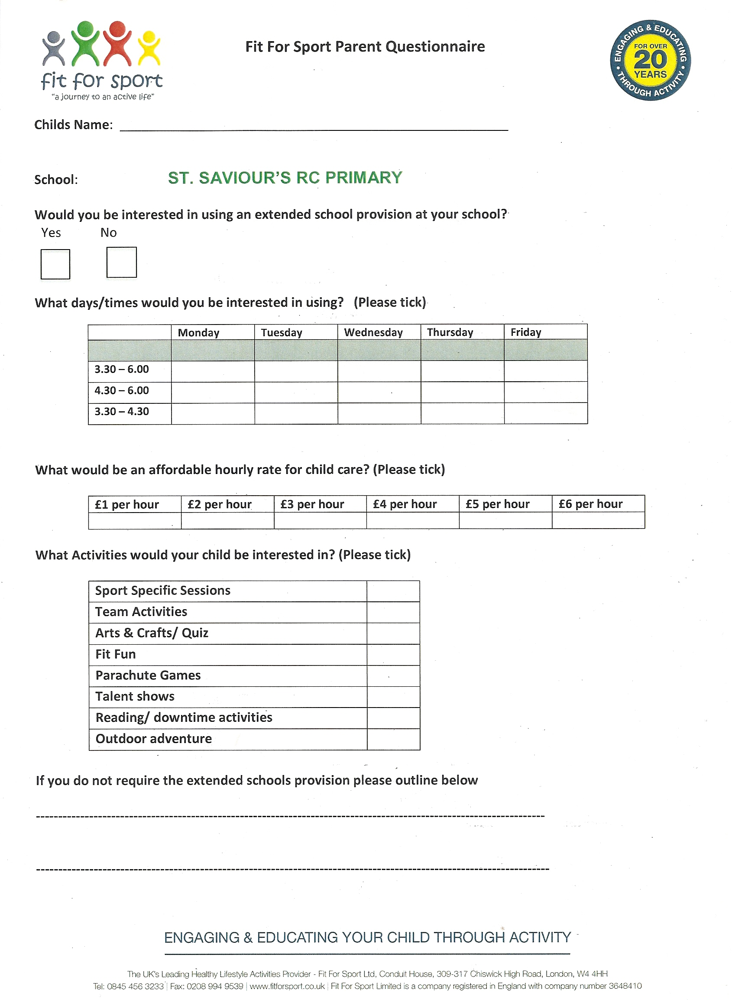 fit for sport
"a journey to an active life"
Fit For Sport Parent Questionnaire
ENGAGING & EDUCATING
FOR OVER
20
YEARS
THROUGH ACTIVITY
Childs Name:
School: ST. SAVIOUR'S RC PRIMARY
Would you be interested in using an extended school provision at your school?
Yes No
What days/times would you be interested in using? (Please tick)
Monday Tuesday Wednesday Thursday Friday
3.30 – 6.00
4.30 – 6.00
3.30 – 4.30
What would be an affordable hourly rate for child care? (Please tick)
£1 per hour £2 per hour £3 per hour £4 per hour £5 per hour £6 per hour
What Activities would your child be interested in? (Please tick)
Sport Specific Sessions
Team Activities
Arts & Crafts/ Quiz
Fit Fun
Parachute Games
Talent shows
Reading/ downtime activities
Outdoor adventure
If you do not require the extended schools provision please outline below
ENGAGING & EDUCATING YOUR CHILD THROUGH ACTIVITY
The UK's Leading Healthy Lifestyle Activities Provider - Fit For Sport Ltd, Conduit House, 309-317 Chiswick High Road, London, W4 4HH
Tel: 0845 456 3233 | Fax: 0208 994 9539 | www.fitforsport.co.uk | Fit For Sport Limited is a company registered in England with company number 3648410